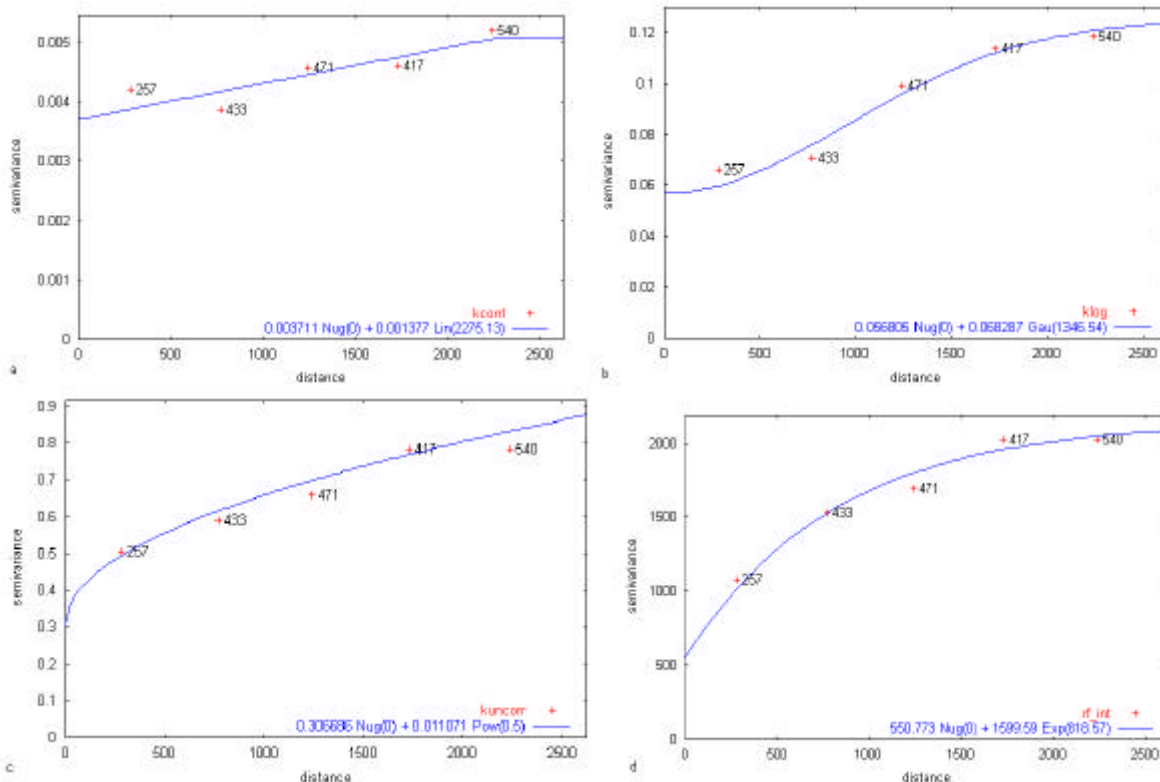 0.005
0.004
0.003
0.002
0.001
0
semivariance
257
433
471
417
540
kcorrl
0.003711 Nug(0) + 0.001377 Lin(2275.13)
0 500 1000 1500 2000 2500
distance
a
0.12
0.1
0.08
0.06
0.04
0.02
0
semivariance
257
433
471
417
540
klog
0.056805 Nug(0) + 0.068287 Gau(1346.54)
0 500 1000 1500 2000 2500
distance
b
0.9
0.8
0.7
0.6
0.5
0.4
0.3
0.2
0.1
0
semivariance
257
433
471
417
540
kuncorr
0.306686 Nug(0) + 0.011071 Pow(0.5)
0 500 1000 1500 2000 2500
distance
c
2000
1500
1000
500
0
semivariance
257
433
471
417
540
rf_int
550.773 Nug(0) + 1599.59 Exp(818.57)
0 500 1000 1500 2000 2500
distance
d